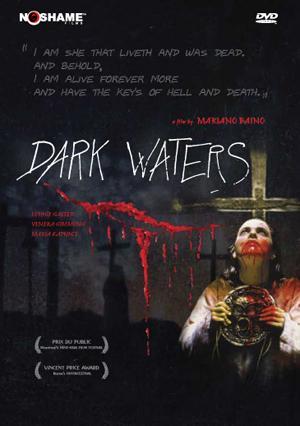 NOSHAME™
FILMS
DVD
"I AM SHE THAT LIVETH AND WAS DEAD.
AND BEHOLD,
I AM ALIVE FOREVER MORE
AND HAVE THE KEYS OF HELL AND DEATH."
a film by MARIANO BAINO
DARK WATERS
LOUISE SALTER
VENERA SIMMONS
MARIA KAPNIST
PRIX DU PUBLIC
VINCENT PRICE AWARD